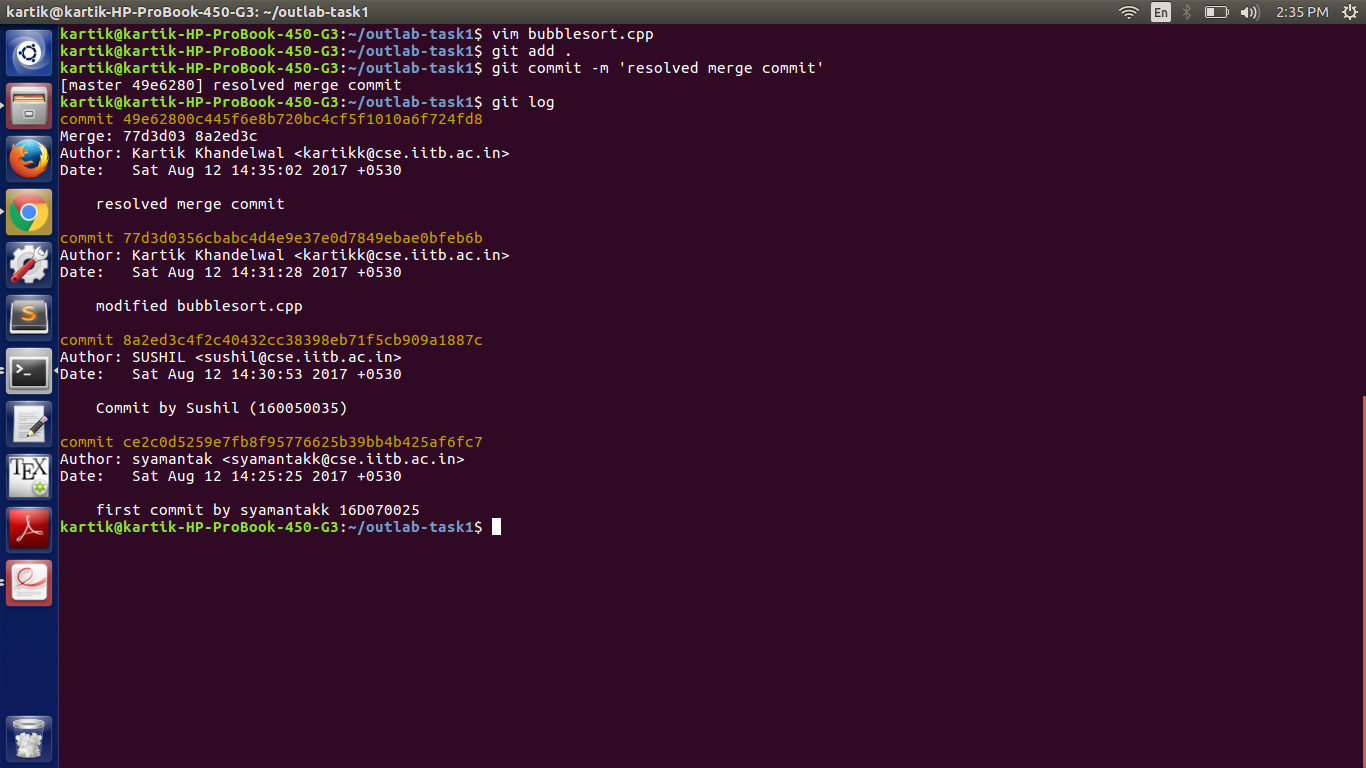 kartik@kartik-HP-ProBook-450-G3: ~/outlab-task1
En
2:35 PM
kartik@kartik-HP-ProBook-450-G3:~/outlab-task1$ vim bubblesort.cpp
kartik@kartik-HP-ProBook-450-G3:~/outlab-task1$ git add .
kartik@kartik-HP-ProBook-450-G3:~/outlab-task1$ git commit -m 'resolved merge commit'
[master 49e6280] resolved merge commit
kartik@kartik-HP-ProBook-450-G3:~/outlab-task1$ git log
commit 49e62800c445f6e8b720bc4cf5f1010a6f724fd8
Merge: 77d3d03 8a2ed3c
Author: Kartik Khandelwal <kartikk@cse.iitb.ac.in>
Date:   Sat Aug 12 14:35:02 2017 +0530
    resolved merge commit
commit 77d3d0356cbabc4d4e9e37e0d7849ebae0bfeb6b
Author: Kartik Khandelwal <kartikk@cse.iitb.ac.in>
Date:   Sat Aug 12 14:31:28 2017 +0530
    modified bubblesort.cpp
commit 8a2ed3c4f2c40432cc38398eb71f5cb909a1887c
Author: SUSHIL <sushil@cse.iitb.ac.in>
Date:   Sat Aug 12 14:30:53 2017 +0530
    Commit by Sushil (160050035)
commit ce2c0d5259e7fb8f95776625b39bb4b425af6fc7
Author: syamantak <syamantakk@cse.iitb.ac.in>
Date:   Sat Aug 12 14:25:25 2017 +0530
    first commit by syamantakk 16D070025
kartik@kartik-HP-ProBook-450-G3:~/outlab-task1$
S
>_
TEX